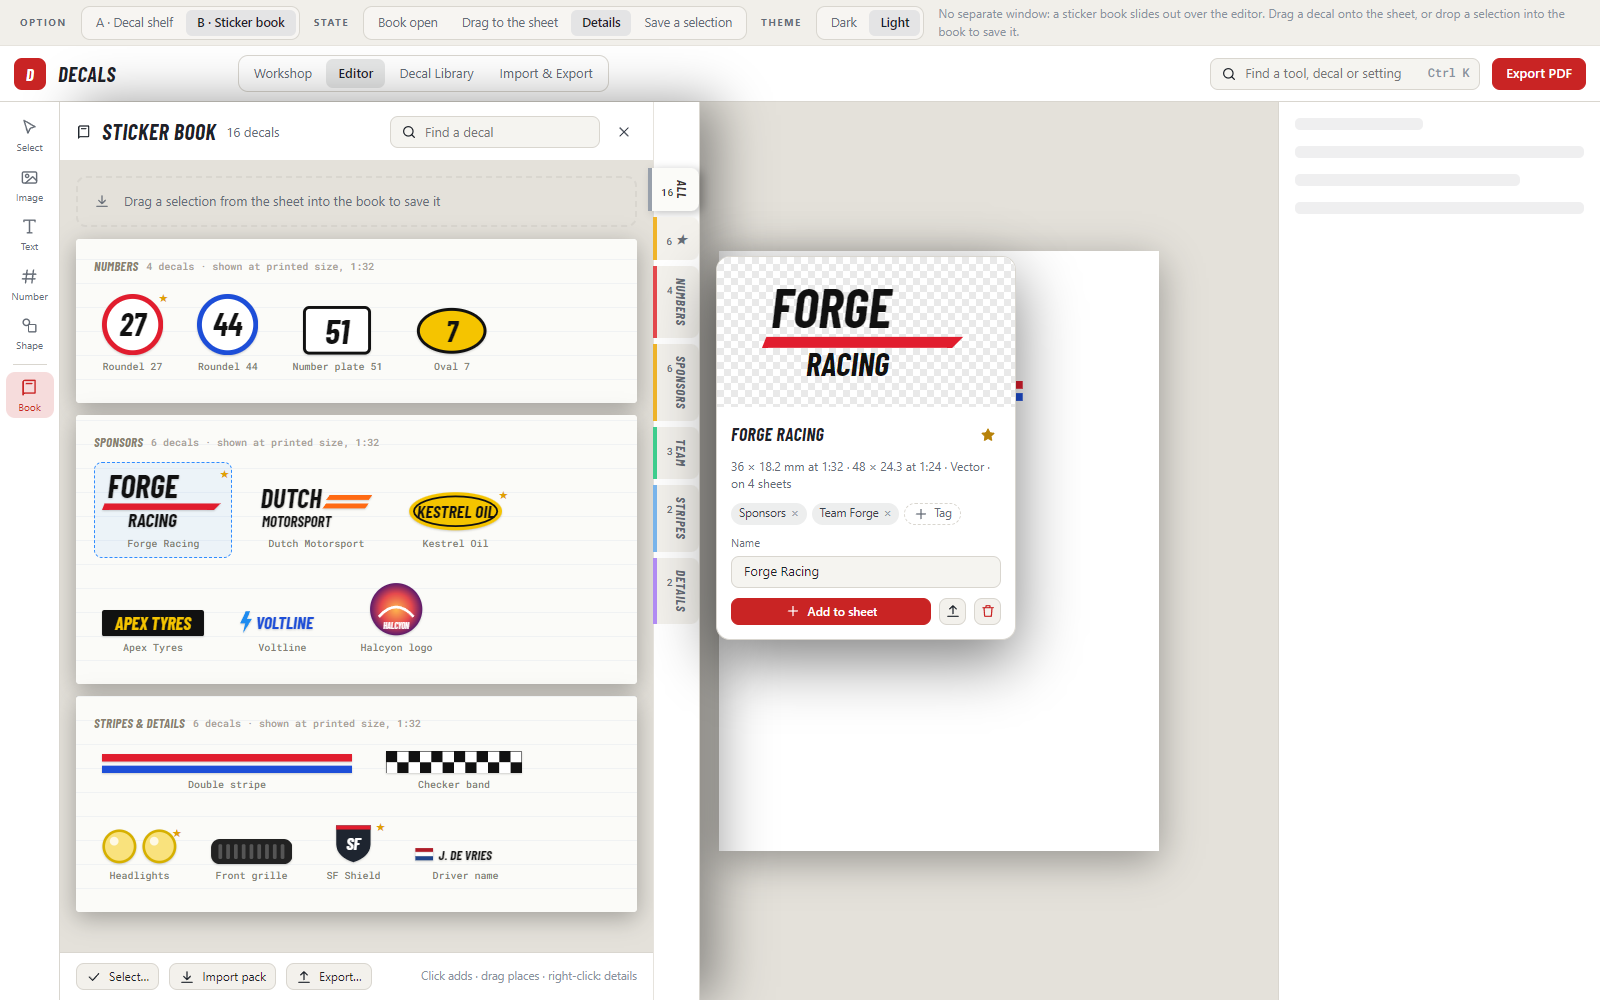 OPTION A · Decal shelf B · Sticker book STATE Book open Drag to the sheet Details Save a selection THEME Dark Light No separate window: a sticker book slides out over the editor. Drag a decal onto the sheet, or drop a selection into the
book to save it.
D DECALS Workshop Editor Decal Library Import & Export Find a tool, decal or setting Ctrl K Export PDF
Select
Image
Text
Number
Shape
Book
STICKER BOOK 16 decals Find a decal
Drag a selection from the sheet into the book to save it
NUMBERS 4 decals · shown at printed size, 1:32
27 44 51 7
Roundel 27 Roundel 44 Number plate 51 Oval 7
SPONSORS 6 decals · shown at printed size, 1:32
FORGE
RACING
Forge Racing
DUTCH
MOTORSPORT
Dutch Motorsport
KESTREL OIL
Kestrel Oil
APEX TYRES
Apex Tyres
VOLTLINE
Voltline
HALCYON
Halcyon logo
STRIPES & DETAILS 6 decals · shown at printed size, 1:32
Double stripe Checker band
SF J. DE VRIES
Headlights Front grille SF Shield Driver name
Select... Import pack Export... Click adds · drag places · right-click: details
16 ALL
6 ★
4 NUMBERS
6 SPONSORS
3 TEAM
2 STRIPES
2 DETAILS
FORGE
RACING
FORGE RACING
36 × 18.2 mm at 1:32 · 48 × 24.3 at 1:24 · Vector ·
on 4 sheets
Sponsors × Team Forge × + Tag
Name
Forge Racing
+ Add to sheet